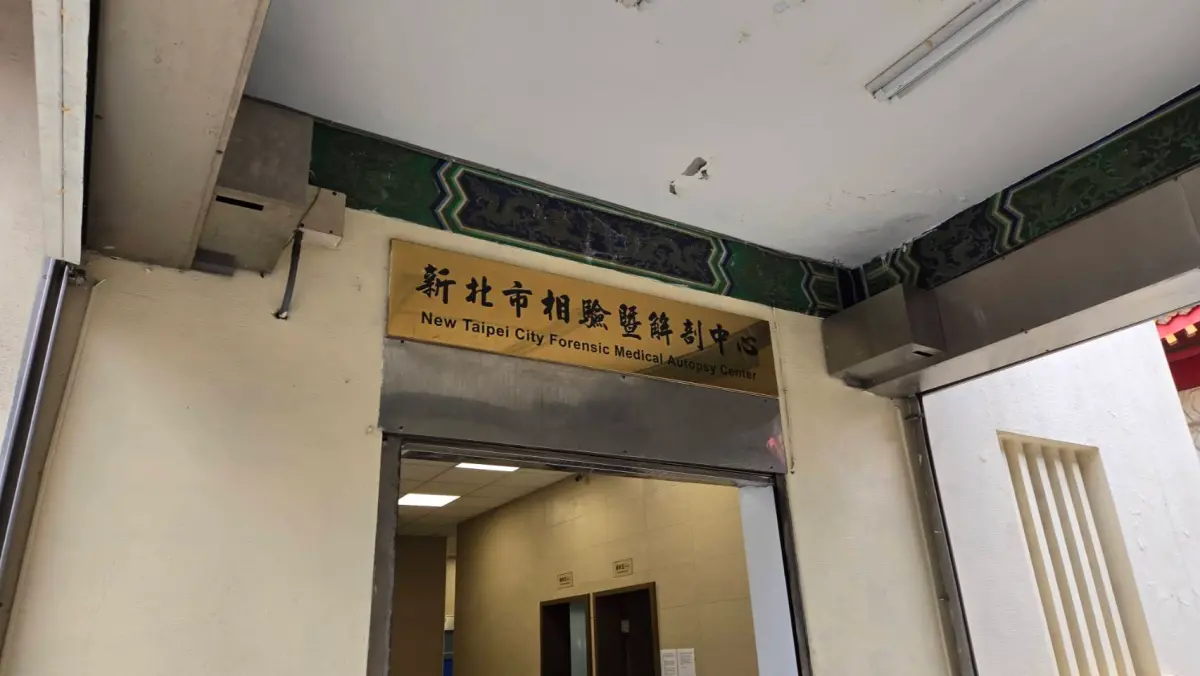 新北市相驗暨解剖中心
New Taipei City Forensic Medical Autopsy Center